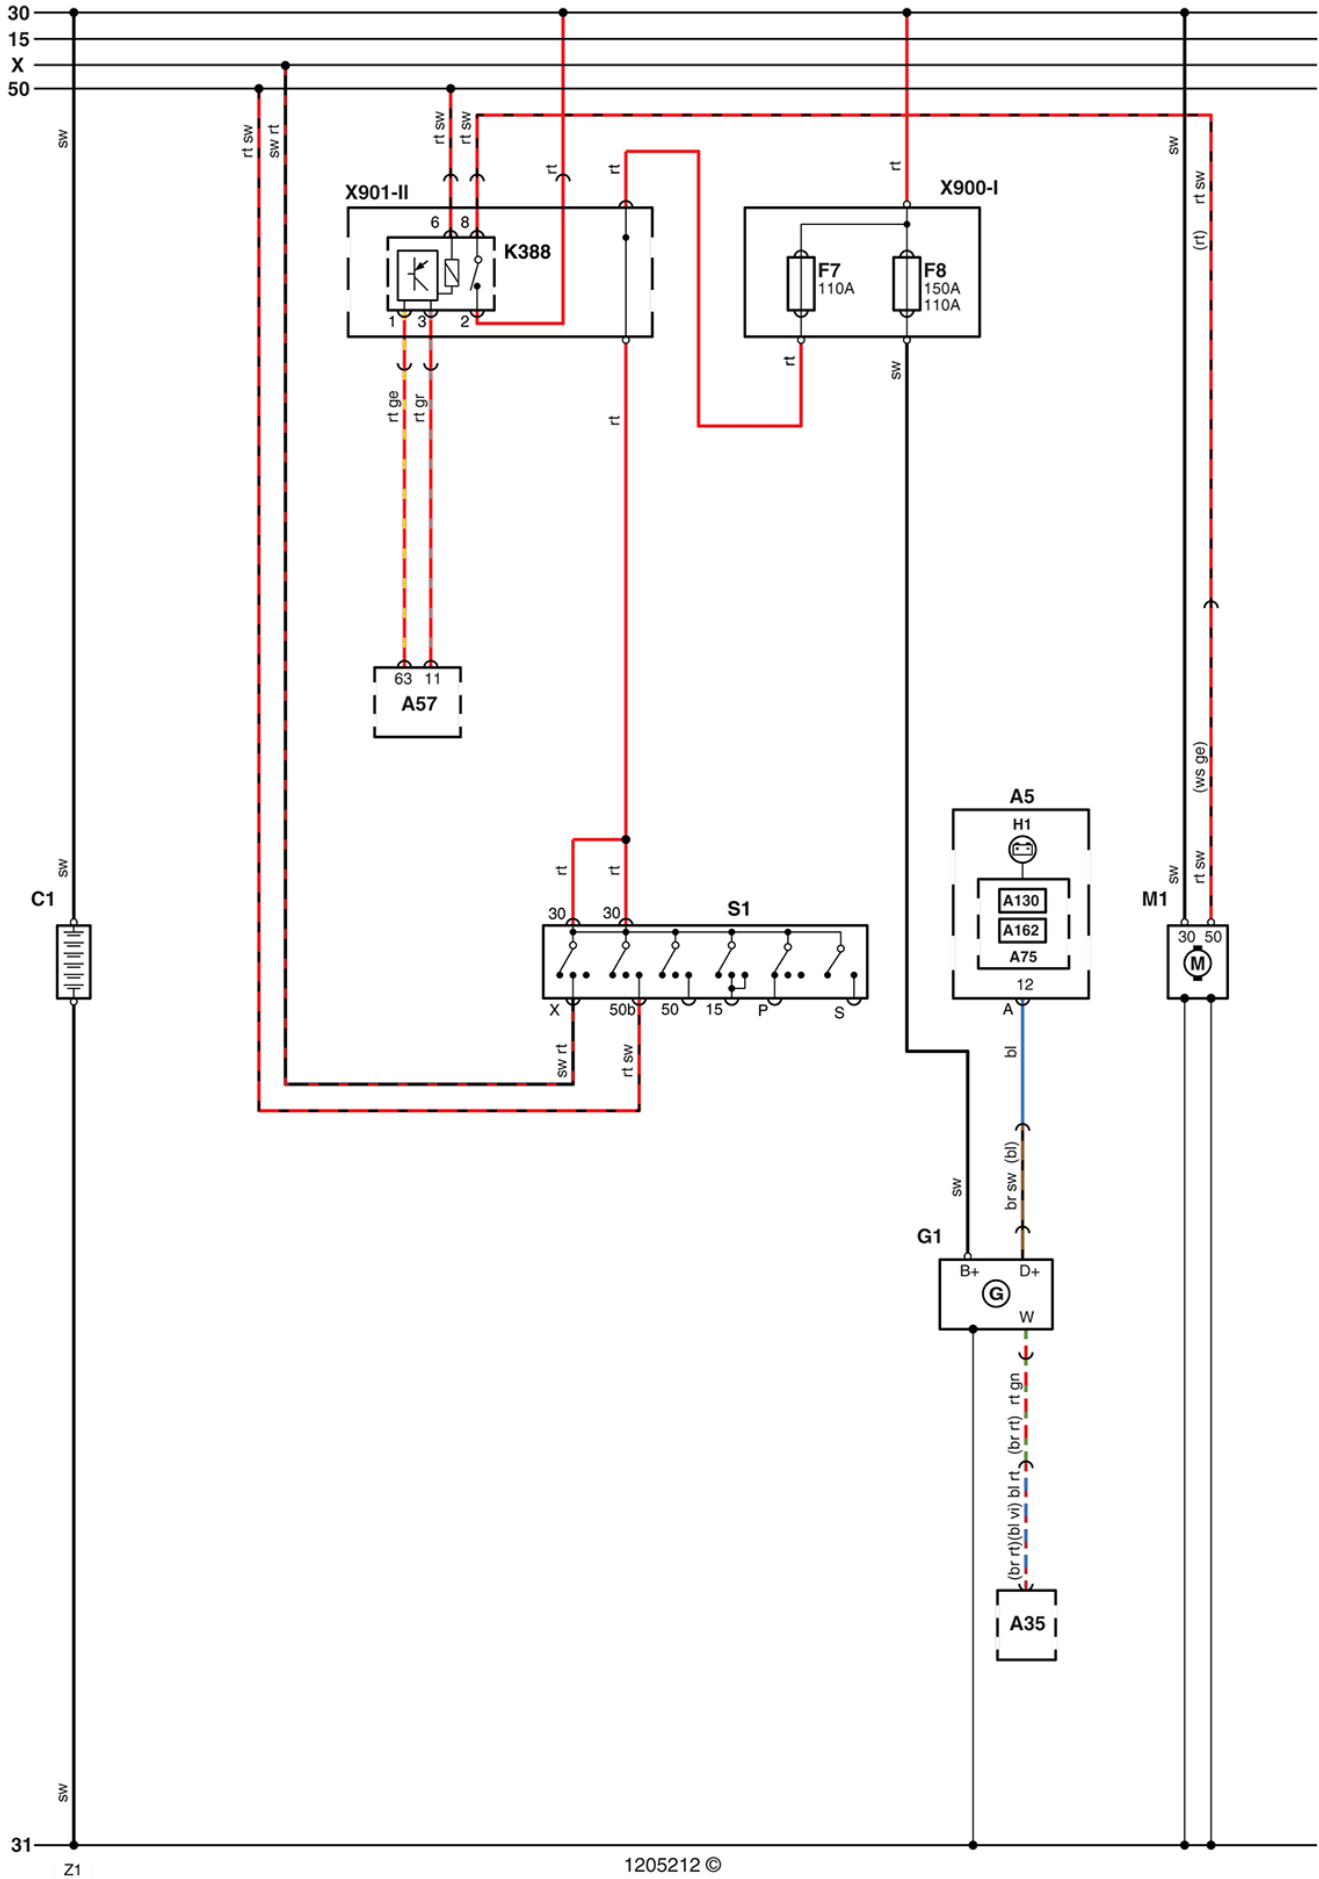 30
15
X
50
sw
rt sw
sw rt
rt sw
rt sw
rt
rt
rt
sw
rt sw
(rt)
X901-II
X900-I
6 8
K388
F7
110A
F8
150A
110A
1 3 2
rt
sw
rt ge
rt gr
rt
63 11
A57
(ws ge)
A5
H1
sw
rt
rt
sw
rt sw
C1
30 30
S1
A130
A162
A75
12
M1
30 50
M
X 50b 50 15 P S
A
sw rt
rt sw
bl
br sw (bl)
sw
G1
B+ D+
G
W
(br rt) rt gn
(br rt)(bl vi) bl rt
A35
sw
31
Z1
1205212 ©